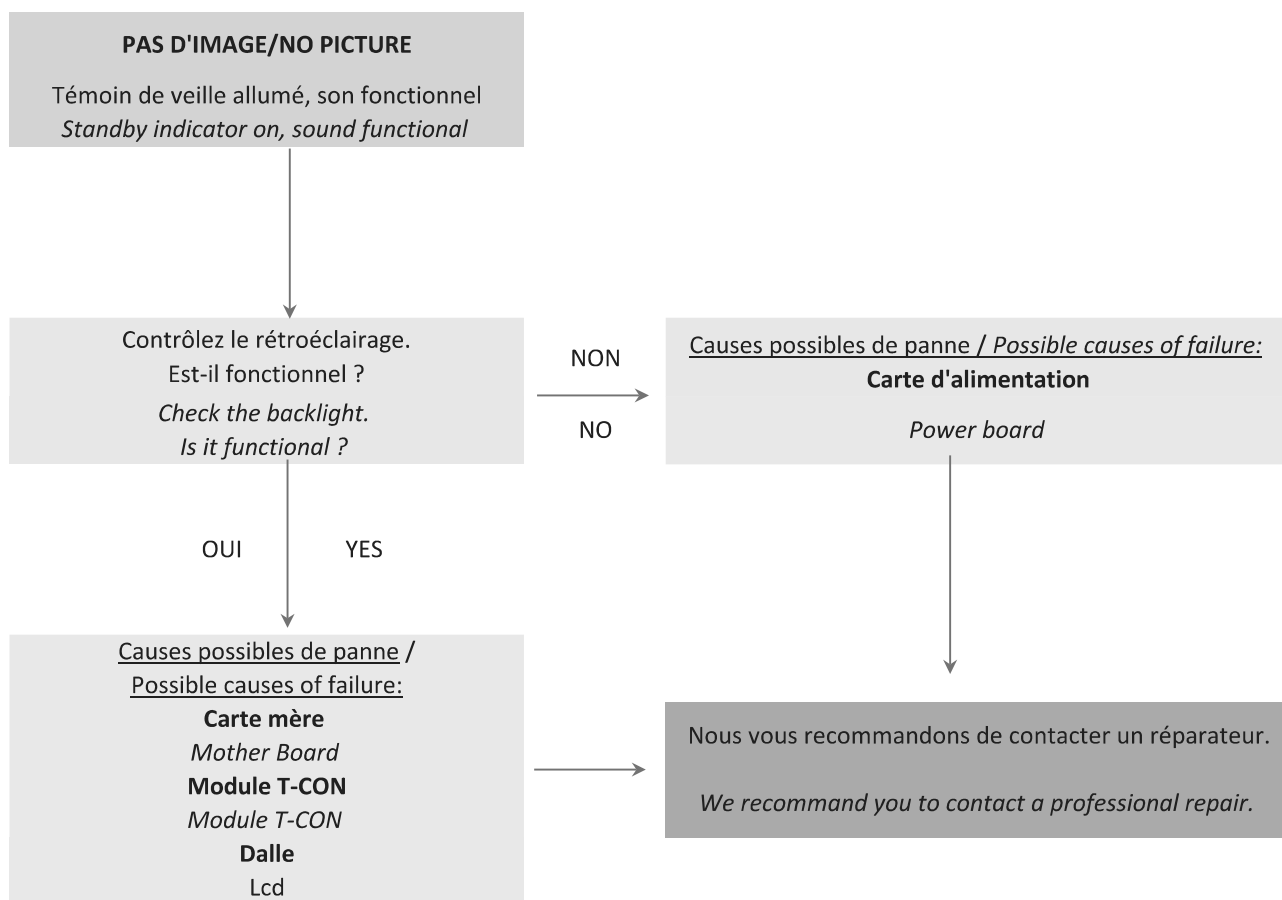 PAS D'IMAGE/NO PICTURE
Témoin de veille allumé, son fonctionnel
Standby indicator on, sound functional
Contrôlez le rétroéclairage.
Est-il fonctionnel ?
Check the backlight.
Is it functional ?
NON
NO
Causes possibles de panne / Possible causes of failure:
Carte d'alimentation
Power board
OUI
YES
Causes possibles de panne /
Possible causes of failure:
Carte mère
Mother Board
Module T-CON
Module T-CON
Dalle
Lcd
Nous vous recommandons de contacter un réparateur.
We recommand you to contact a professional repair.